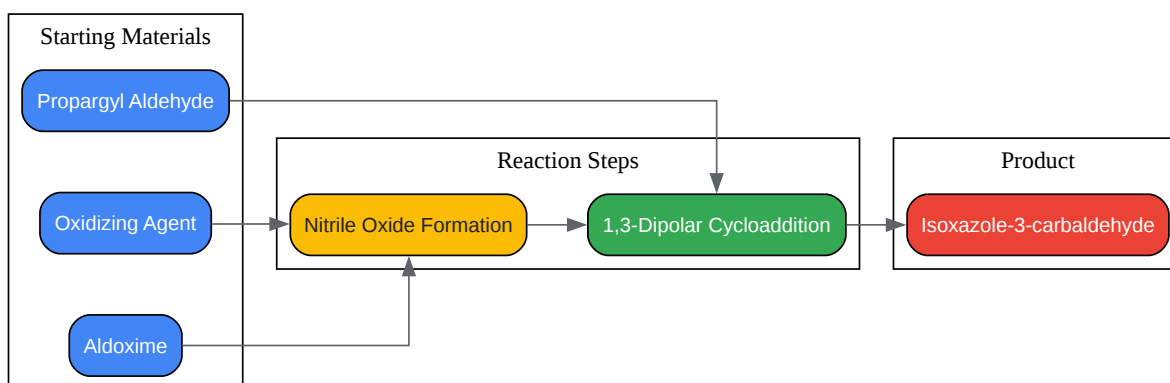 Starting Materials
Propargyl Aldehyde
Oxidizing Agent
Aldoxime
Reaction Steps
Nitrile Oxide Formation
1,3-Dipolar Cycloaddition
Product
Isoxazole-3-carbaldehyde